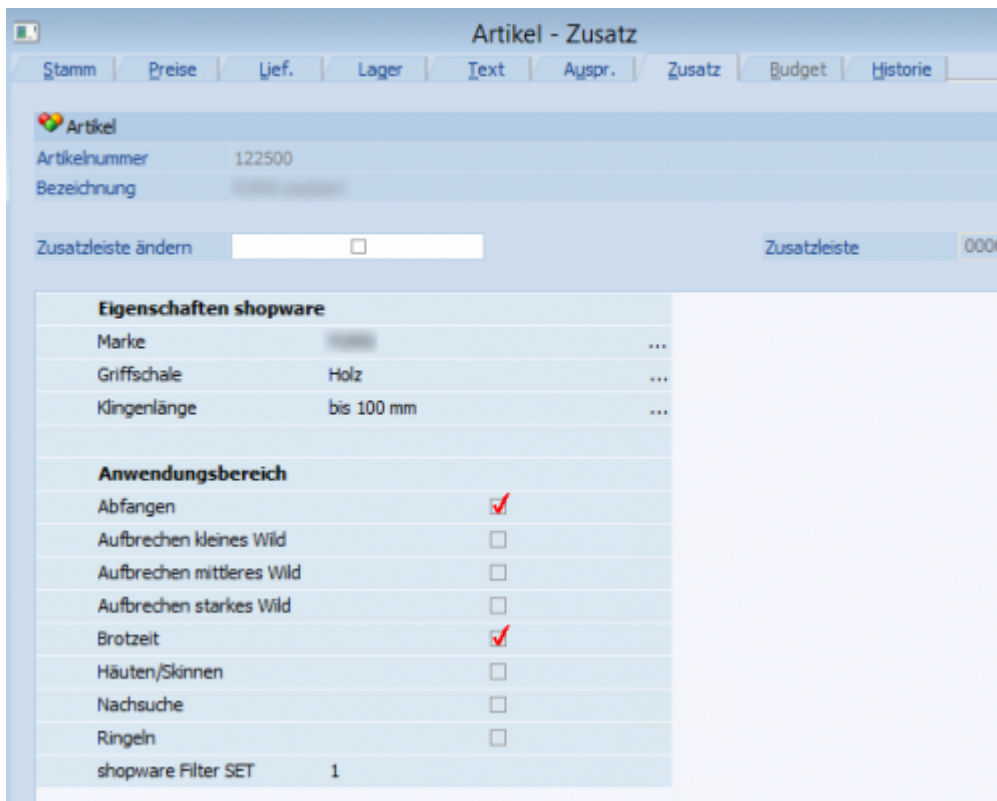 Artikel - Zusatz
Stamm Preise Lief. Lager Text Auspr. Zusatz Budget Historie
Artikel
Artikelnummer 122500
Bezeichnung
Zusatzleiste ändern Zusatzleiste 000
Eigenschaften shopware
Marke ...
Griffschale Holz ...
Klingenlänge bis 100 mm ...
Anwendungsbereich
Abfangen
Aufbrechen kleines Wild
Aufbrechen mittleres Wild
Aufbrechen starkes Wild
Brotzeit
Häuten/Skinnen
Nachsuche
Ringeln
shopware Filter SET 1